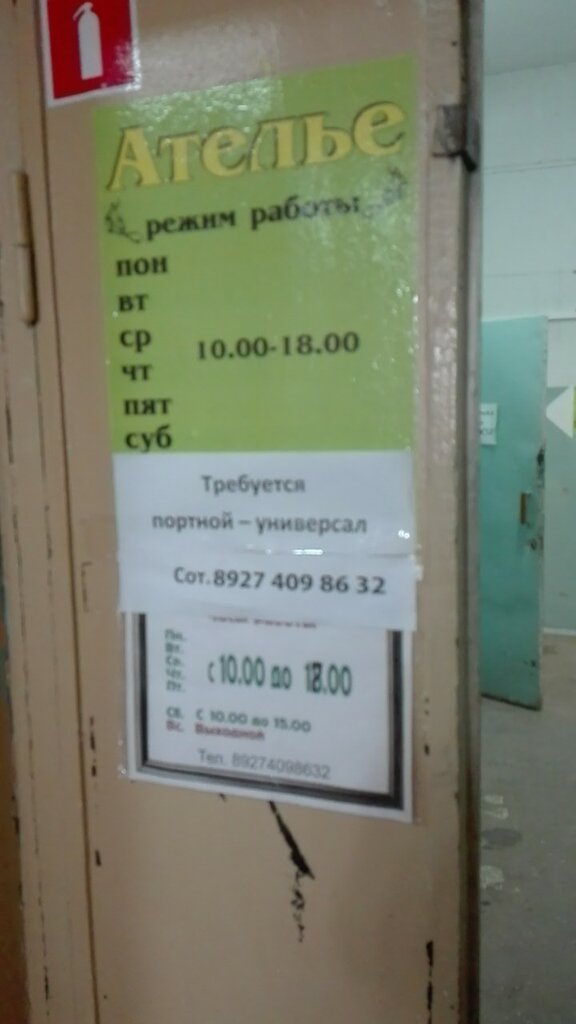 Ателье
режим работы
пон
вт
ср
чт
пят
суб
10.00-18.00
Требуется
портной – универсал
Сот.8927 409 86 32
Пн.
Вт.
Ср.
Чт.
Пт.
с 10.00 до 18.00
Сб. С 10.00 до 15.00
Вс. Выходной
Тел. 89274098632